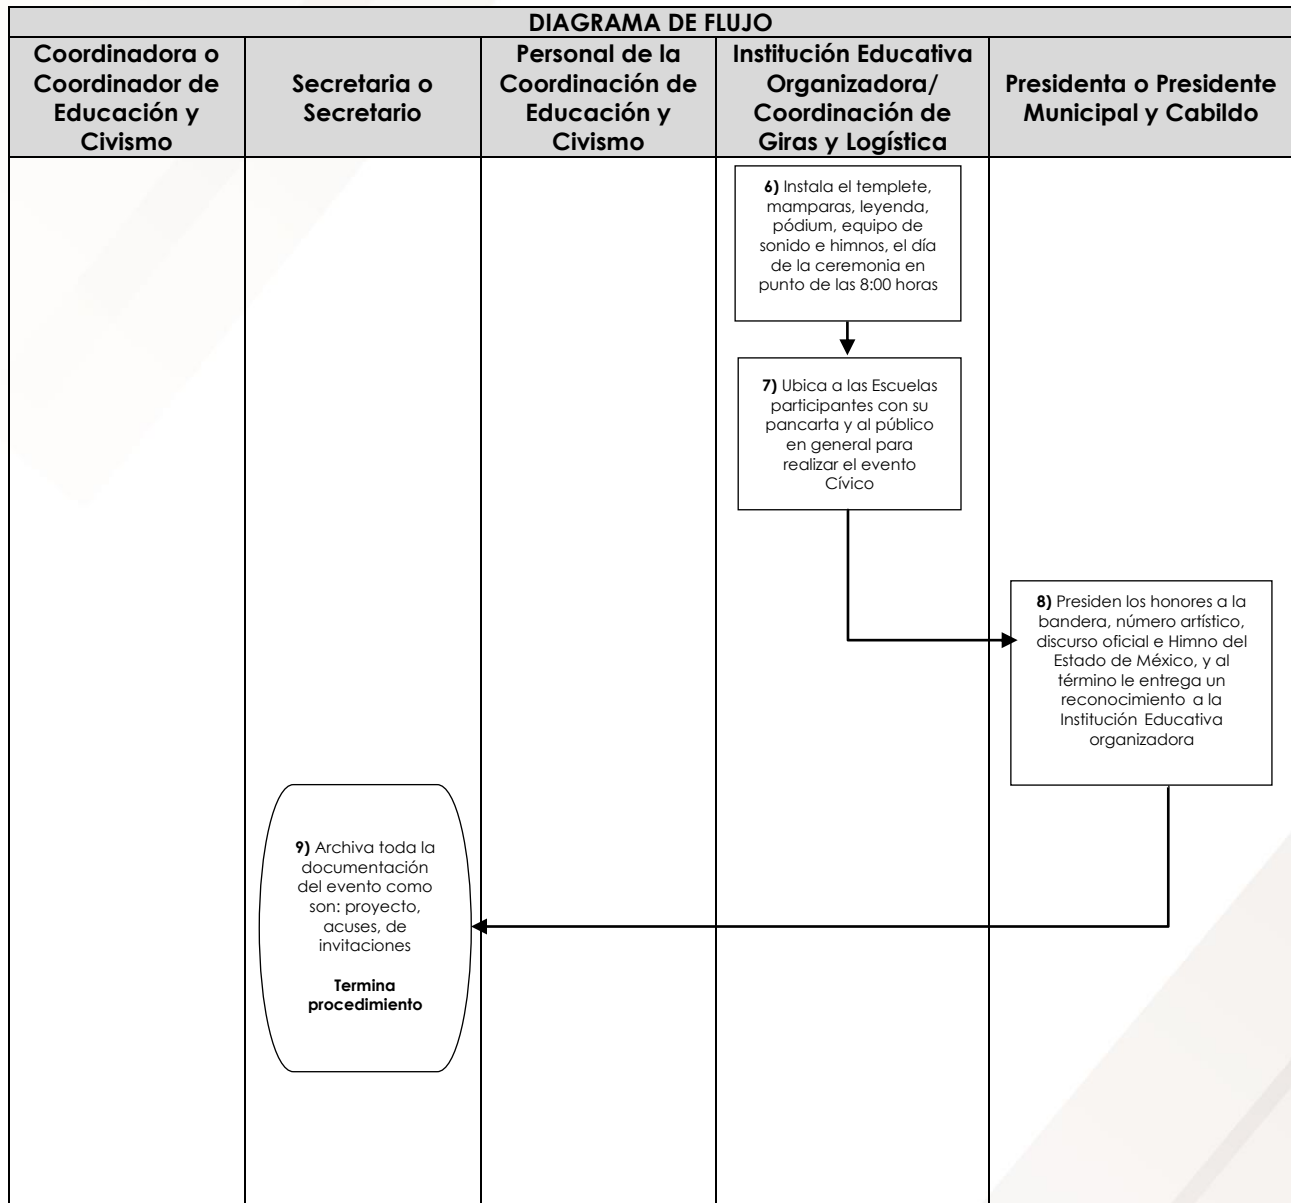 DIAGRAMA DE FLUJO
Coordinadora o
Coordinador de
Educación y
Civismo
Secretaria o
Secretario
Personal de la
Coordinación de
Educación y
Civismo
Institución Educativa
Organizadora/
Coordinación de
Giras y Logística
Presidenta o Presidente
Municipal y Cabildo
6) Instala el templete,
mamparas, leyenda,
pódium, equipo de
sonido e himnos, el día
de la ceremonia en
punto de las 8:00 horas
7) Ubica a las Escuelas
participantes con su
pancarta y al público
en general para
realizar el evento
Cívico
8) Presiden los honores a la
bandera, número artístico,
discurso oficial e Himno del
Estado de México, y al
término le entrega un
reconocimiento a la
Institución Educativa
organizadora
9) Archiva toda la
documentación
del evento como
son: proyecto,
acuses, de
invitaciones
Termina
procedimiento